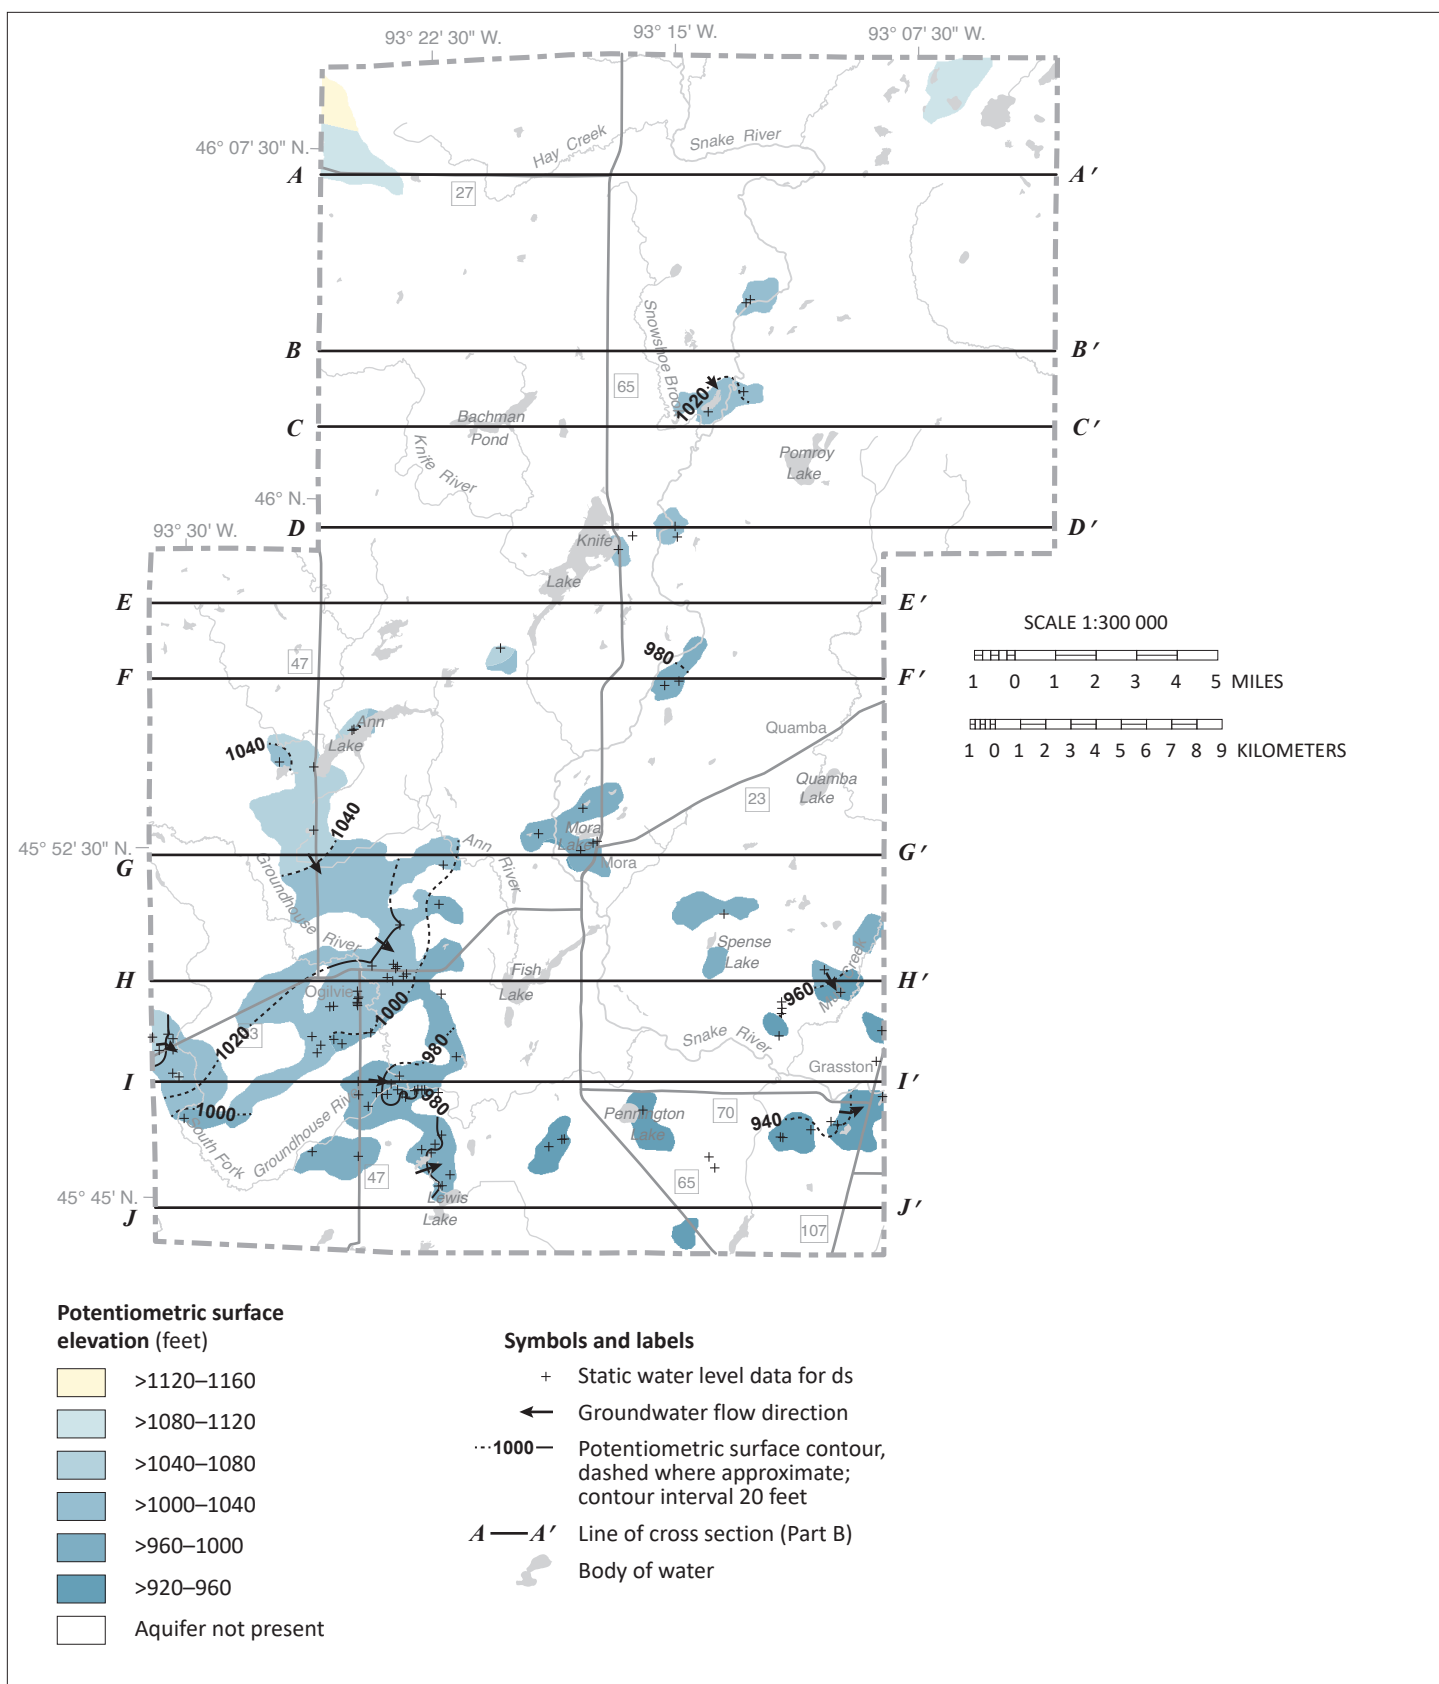 93° 22' 30" W.
93° 15' W.
93° 07' 30" W.
46° 07' 30" N.
Hay Creek
Snake River
A
A′
27
Snowshoe Brook
B
B′
65
1020
Bachman
Pond
C
C′
Knife River
Pomroy
Lake
46° N.
93° 30' W.
D
D′
Knife
Lake
E
E′
SCALE 1:300 000
47
980
F
F′
1 0 1 2 3 4 5 MILES
Ann
Lake
1040
Quamba
1 0 1 2 3 4 5 6 7 8 9 KILOMETERS
Quamba
Lake
23
1040
Mora
Lake
Mora
45° 52' 30" N.
G
G′
Ann River
Groundhouse River
Spense
Lake
Fish
Lake
H
H′
Ogilvie
960
1000
1020
980
Snake River
Grasston
I
I′
980
1000
South Fork
Groundhouse
Lake
70
940
47
65
45° 45' N.
Lewis
Lake
J
J′
107
Potentiometric surface
elevation (feet)
>1120–1160
>1080–1120
>1040–1080
>1000–1040
>960–1000
>920–960
Aquifer not present
Symbols and labels
Static water level data for ds
Groundwater flow direction
1000
Potentiometric surface contour,
dashed where approximate;
contour interval 20 feet
A A′ Line of cross section (Part B)
Body of water